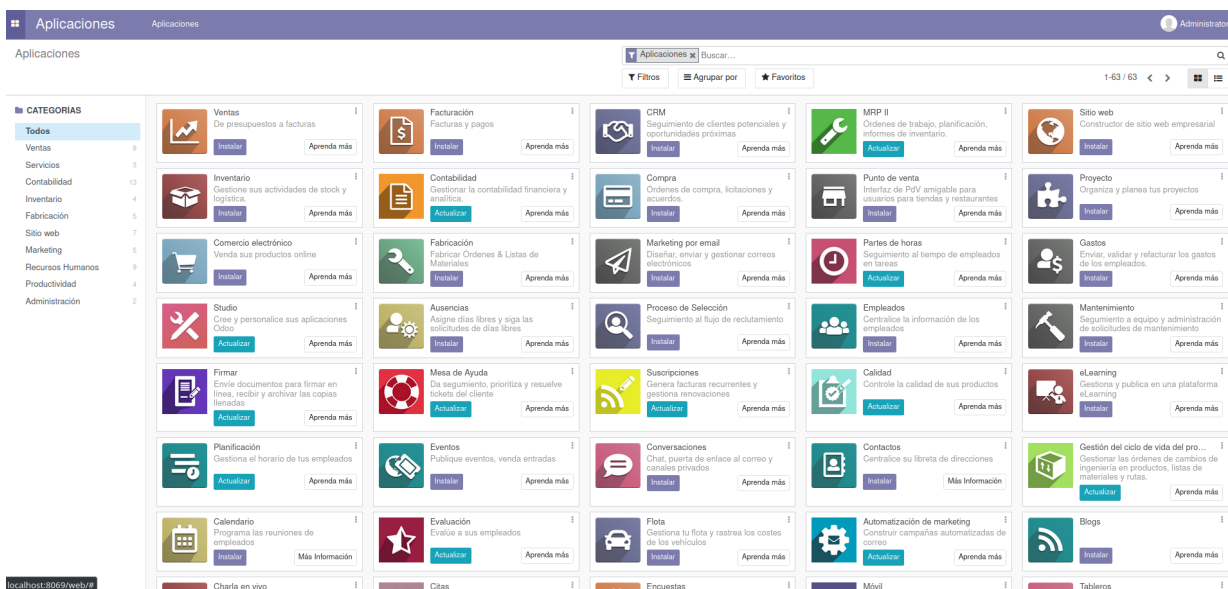 Aplicaciones Aplicaciones Administrator
Aplicaciones
Aplicaciones x Buscar...
Filtros Agrupar por Favoritos 1-63 / 63
CATEGORÍAS
Todos
Ventas 8
Servicios 3
Contabilidad 13
Inventario 4
Fabricación 5
Sitio web 7
Marketing 5
Recursos Humanos 9
Productividad 4
Administración 2
Ventas
De presupuestos a facturas
Instalar Aprenda más
Facturación
Facturas y pagos
Instalar Aprenda más
CRM
Seguimiento de clientes potenciales y
oportunidades próximas
Instalar Aprenda más
MRP II
Órdenes de trabajo, planificación,
informes de inventario.
Actualizar Aprenda más
Sitio web
Constructor de sitio web empresarial
Instalar Aprenda más
Inventario
Gestione sus actividades de stock y
logística.
Instalar Aprenda más
Contabilidad
Gestionar la contabilidad financiera y
analítica.
Actualizar Aprenda más
Compra
Ordenes de compra, licitaciones y
acuerdos.
Instalar Aprenda más
Punto de venta
Interfaz de PdV amigable para
usuarios para tiendas y restaurantes
Instalar Aprenda más
Proyecto
Organiza y planea tus proyectos
Instalar Aprenda más
Comercio electrónico
Venda sus productos online
Instalar Aprenda más
Fabricación
Fabricar Ordenes & Listas de
Materiales
Instalar Aprenda más
Marketing por email
Diseñar, enviar y gestionar correos
electrónicos
Instalar Aprenda más
Partes de horas
Seguimiento al tiempo de empleados
en tareas
Actualizar Aprenda más
Gastos
Enviar, validar y refacturar los gastos
de los empleados.
Instalar Aprenda más
Studio
Cree y personalice sus aplicaciones
Odoo
Actualizar Aprenda más
Ausencias
Asigne días libres y siga las
solicitudes de días libres
Instalar Aprenda más
Proceso de Selección
Seguimiento al flujo de reclutamiento
Instalar Aprenda más
Empleados
Centralice la información de los
empleados
Instalar Aprenda más
Mantenimiento
Segumiento a equipo y administración
de solicitudes de mantenimiento
Instalar Aprenda más
Firmar
Envíe documentos para firmar en
línea, recibir y archivar las copias
llenadas
Actualizar Aprenda más
Mesa de Ayuda
Da segumiento, prioritiza y resuelve
tickets del cliente
Actualizar Aprenda más
Suscripciones
Genera facturas recurrentes y
gestiona renovaciones
Actualizar Aprenda más
Calidad
Controle la calidad de sus productos
Actualizar Aprenda más
eLearning
Gestiona y publica en una plataforma
eLearning
Instalar Aprenda más
Planificación
Gestiona el horario de tus empleados
Actualizar Aprenda más
Eventos
Publique eventos, venda entradas
Instalar Aprenda más
Conversaciones
Chat, puerta de enlace al correo y
canales privados
Instalar Aprenda más
Contactos
Centralice su libreta de direcciones
Instalar Más Información
Gestión del ciclo de vida del pro...
Gestionar las órdenes de cambios de
ingeniería en productos, listas de
materiales y rutas.
Actualizar Aprenda más
Calendario
Programa las reuniones de
empleados
Instalar Más Información
Evaluación
Evalúe a sus empleados
Actualizar Aprenda más
Flota
Gestiona tu flota y rastrea los costes
de los vehículos
Instalar Aprenda más
Automatización de marketing
Construir campañas automatizadas de
correo
Actualizar Aprenda más
Blogs
Instalar Aprenda más
Charla en vivo
Citas
Encuestas
Móvil
Tableros
localhost:8069/web/#